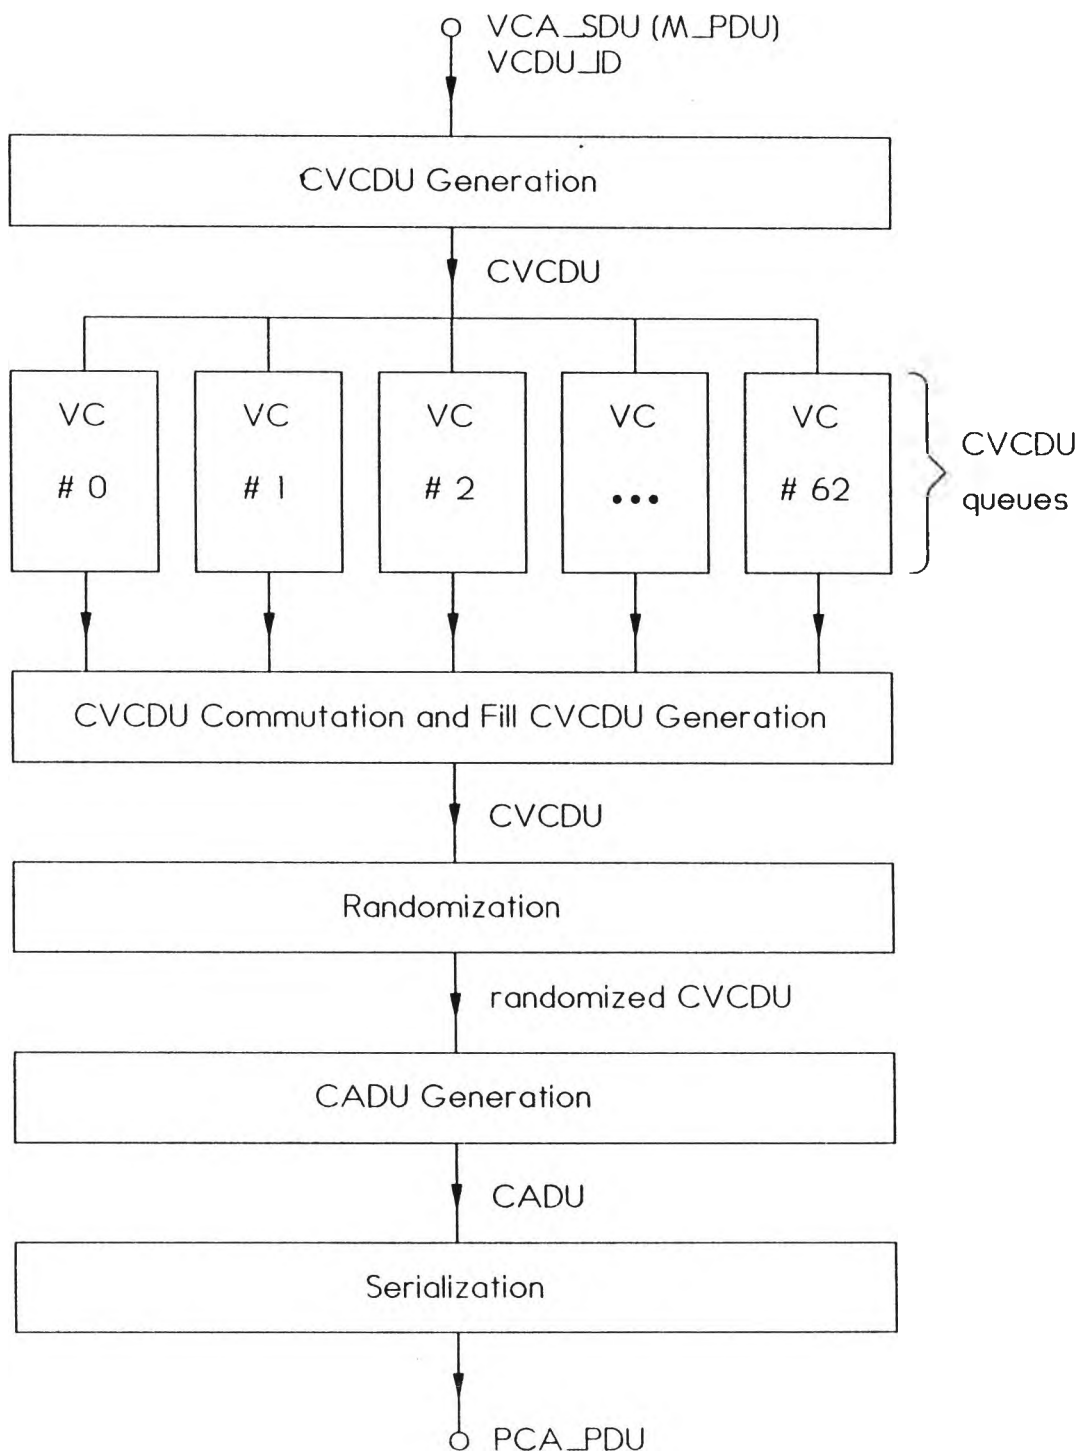 VCA_SDU (M_PDU)
VCDU_ID
CVCDU Generation
CVCDU
VC
# 0
VC
# 1
VC
# 2
VC
•••
VC
# 62
CVCDU
queues
CVCDU Commutation and Fill CVCDU Generation
CVCDU
Randomization
randomized CVCDU
CADU Generation
CADU
Serialization
PCA_PDU